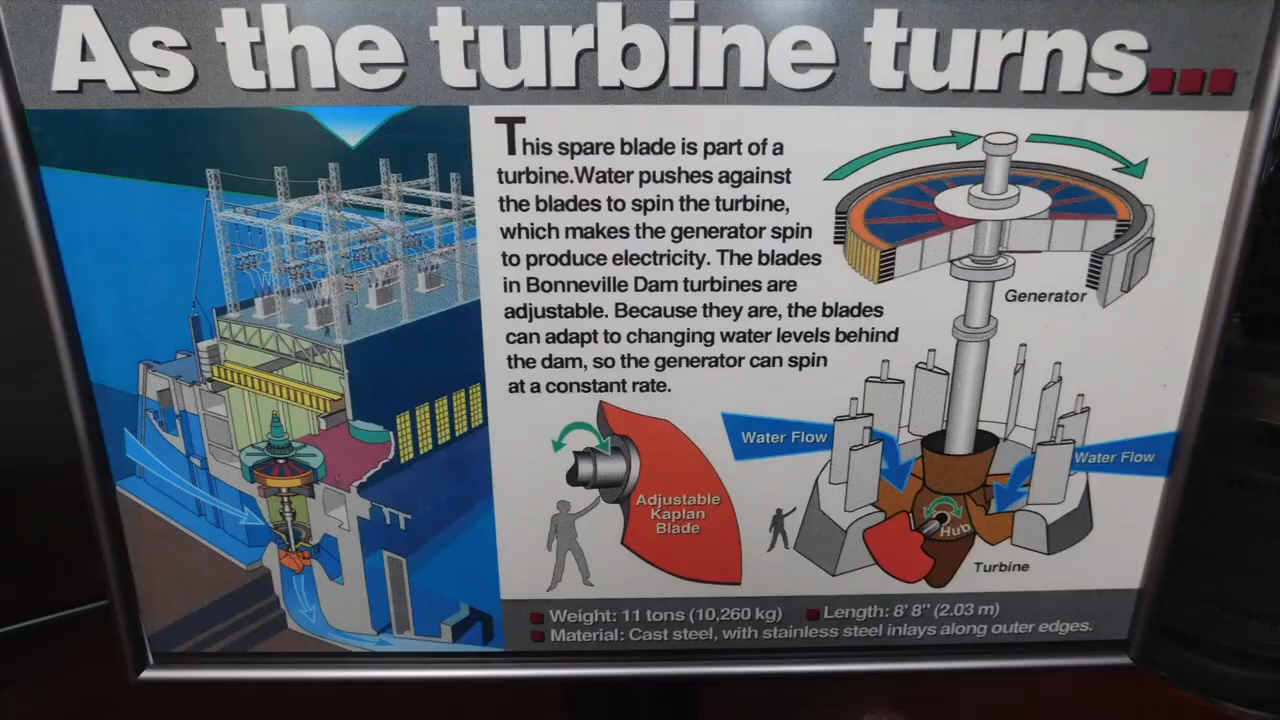 As the turbine turns...
This spare blade is part of a
turbine.Water pushes against
the blades to spin the turbine,
which makes the generator spin
to produce electricity. The blades
in Bonneville Dam turbines are
adjustable. Because they are, the blades
can adapt to changing water levels behind
the dam, so the generator can spin
at a constant rate.
Generator
Water Flow
Water Flow
Adjustable
Kaplan
Blade
Hub
Turbine
Weight: 11 tons (10,260 kg) Length: 8' 8" (2.03 m)
Material: Cast steel, with stainless steel inlays along outer edges.